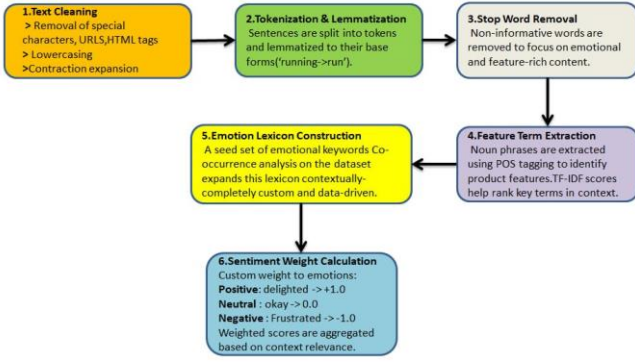 1.Text Cleaning
> Removal of special
characters, URLS,HTML tags
> Lowercasing
>Contraction expansion
2.Tokenization & Lemmatization
Sentences are split into tokens
and lemmatized to their base
forms('running->run').
3.Stop Word Removal
Non-informative words are
removed to focus on emotional
and feature-rich content.
4.Feature Term Extraction
Noun phrases are extracted
using POS tagging to identify
product features.TF-IDF scores
help rank key terms in context.
5.Emotion Lexicon Construction
A seed set of emotional keywords Co-
occurrence analysis on the dataset
expands this lexicon contextually-
completely custom and data-driven.
6.Sentiment Weight Calculation
Custom weight to emotions:
Positive: delighted -> +1.0
Neutral : okay -> 0.0
Negative : Frustrated -> -1.0
Weighted scores are aggregated
based on context relevance.